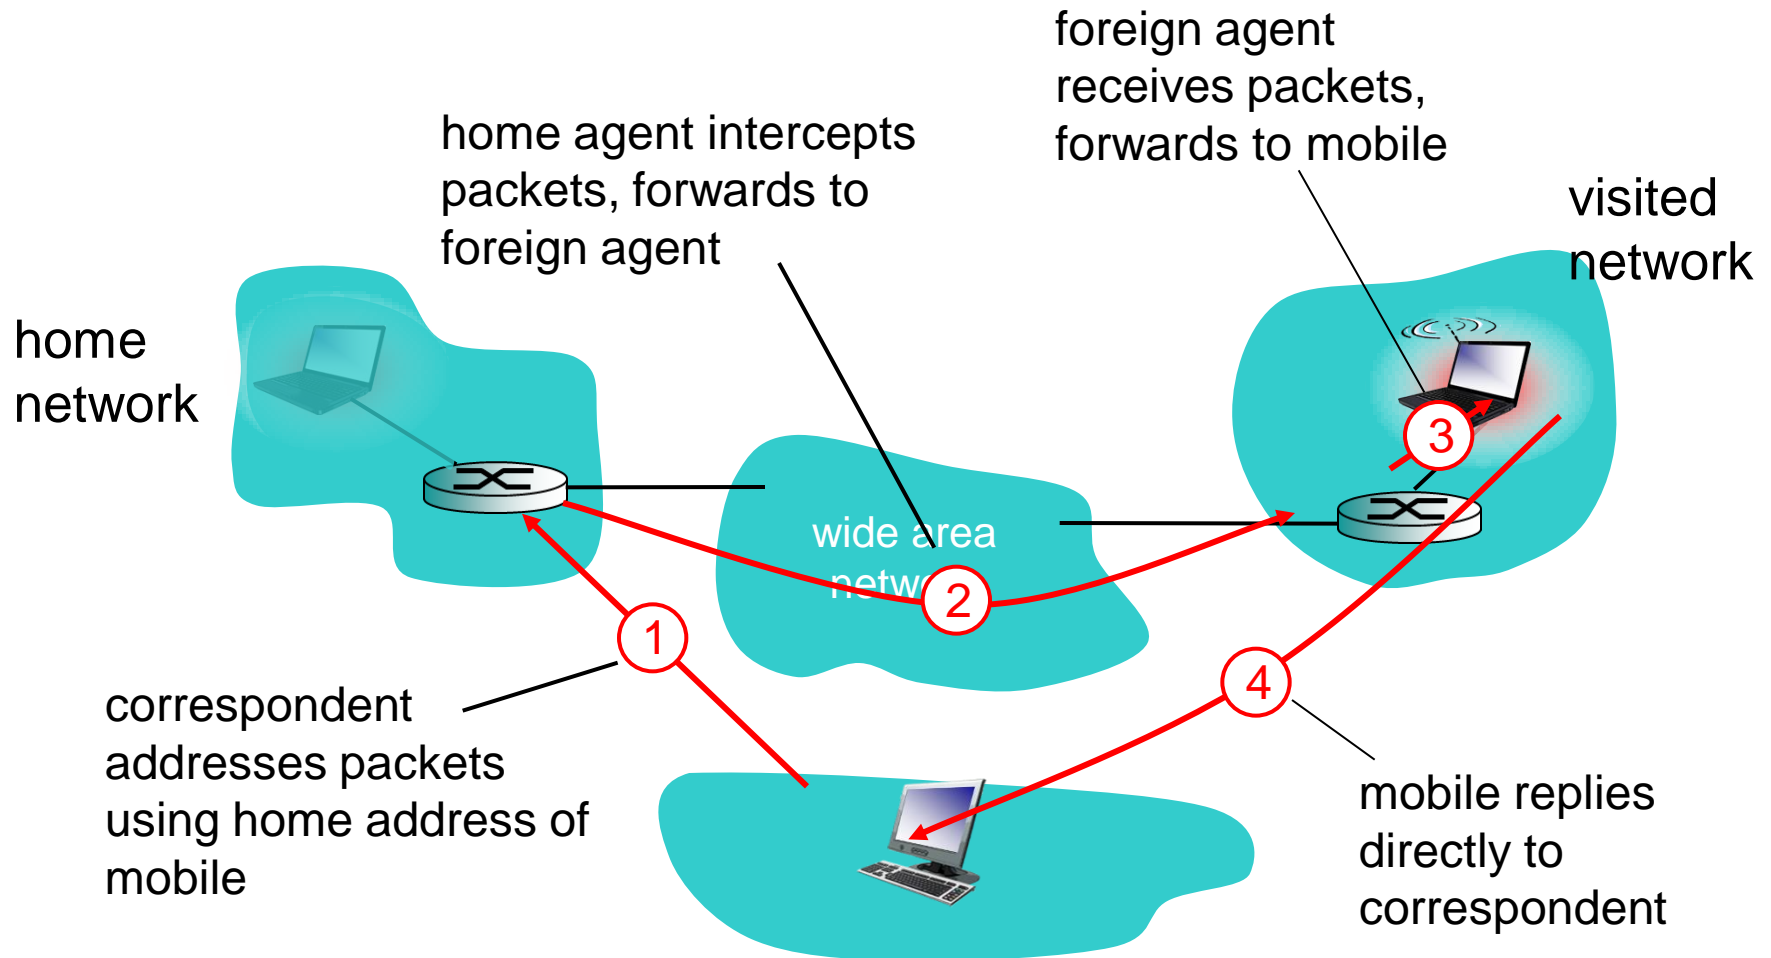 foreign agent
receives packets,
forwards to mobile
home agent intercepts
packets, forwards to
foreign agent
visited
network
home
network
wide area
netwo
1
2
3
4
correspondent
addresses packets
using home address of
mobile
mobile replies
directly to
correspondent